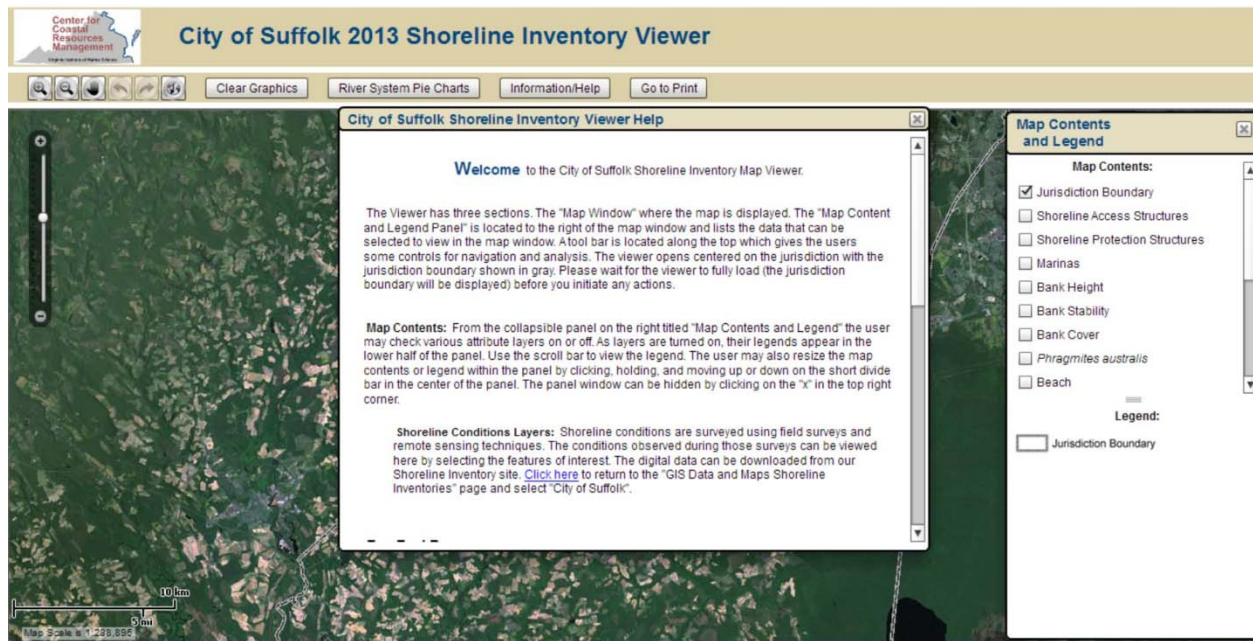 Center for
Coastal
Resources
Management
Virginia Institute of Marine Science
City of Suffolk 2013 Shoreline Inventory Viewer
Clear Graphics
River System Pie Charts
Information/Help
Go to Print
City of Suffolk Shoreline Inventory Viewer Help
Welcome to the City of Suffolk Shoreline Inventory Map Viewer.
The Viewer has three sections. The "Map Window" where the map is displayed. The "Map Content
and Legend Panel" is located to the right of the map window and lists the data that can be
selected to view in the map window. A tool bar is located along the top which gives the users
some controls for navigation and analysis. The viewer opens centered on the jurisdiction with the
jurisdiction boundary shown in gray. Please wait for the viewer to fully load (the jurisdiction
boundary will be displayed) before you initiate any actions.
Map Contents: From the collapsible panel on the right titled "Map Contents and Legend" the user
may check various attribute layers on or off. As layers are turned on, their legends appear in the
lower half of the panel. Use the scroll bar to view the legend. The user may also resize the map
contents or legend within the panel by clicking, holding, and moving up or down on the short divide
bar in the center of the panel. The panel window can be hidden by clicking on the "x" in the top right
corner.
Shoreline Conditions Layers: Shoreline conditions are surveyed using field surveys and
remote sensing techniques. The conditions observed during those surveys can be viewed
here by selecting the features of interest. The digital data can be downloaded from our
Shoreline Inventory site. Click here to return to the "GIS Data and Maps Shoreline
Inventories" page and select "City of Suffolk".
Map Contents
and Legend
Map Contents:
Jurisdiction Boundary
Shoreline Access Structures
Shoreline Protection Structures
Marinas
Bank Height
Bank Stability
Bank Cover
Phragmites australis
Beach
Legend:
Jurisdiction Boundary
10 km
5 mi
Map Scale is 1:288,895